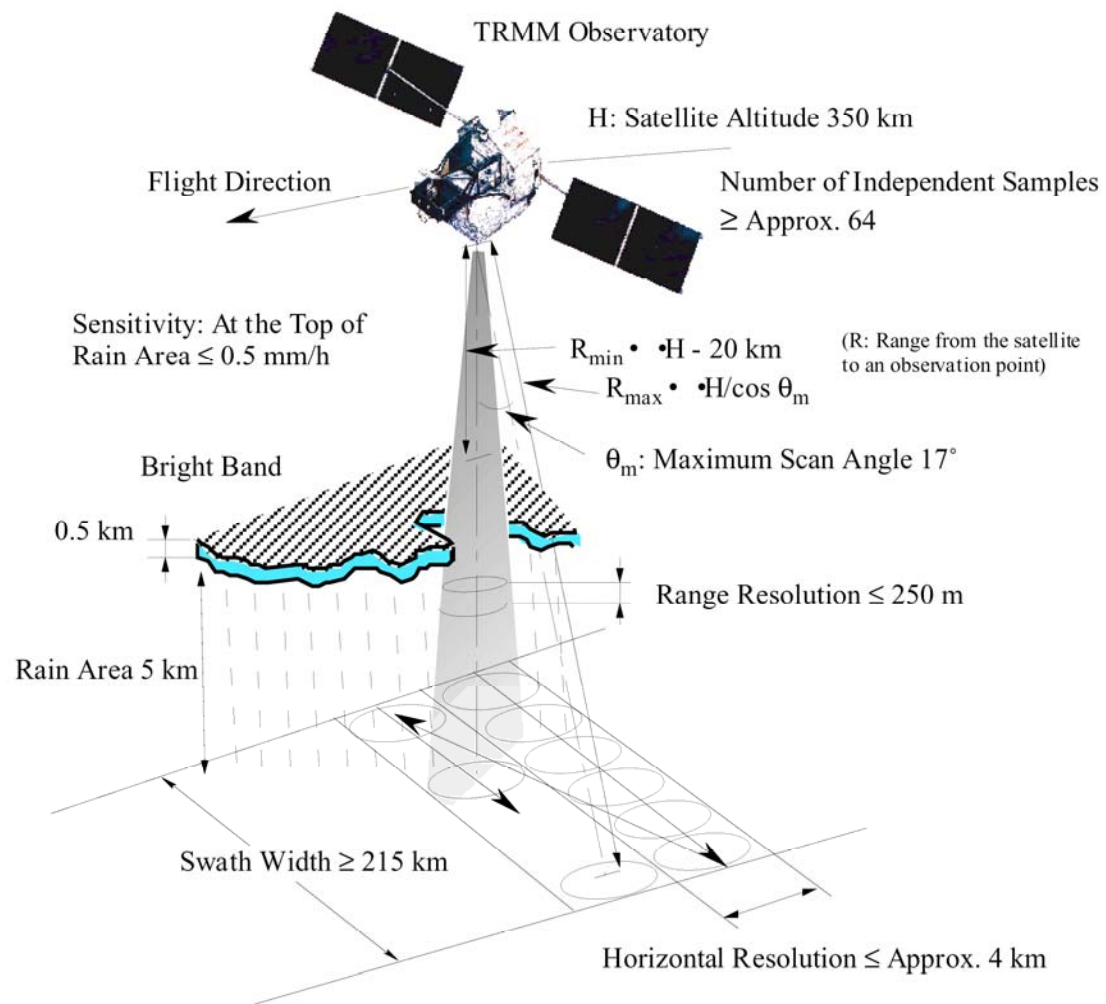 TRMM Observatory
H: Satellite Altitude 350 km
Flight Direction
Number of Independent Samples
≥ Approx. 64
Sensitivity: At the Top of
Rain Area ≤ 0.5 mm/h
Rmin • •H - 20 km
(R: Range from the satellite
to an observation point)
Rmax • •H/cos θm
θm: Maximum Scan Angle 17°
Bright Band
0.5 km
Range Resolution ≤ 250 m
Rain Area 5 km
Swath Width ≥ 215 km
Horizontal Resolution ≤ Approx. 4 km